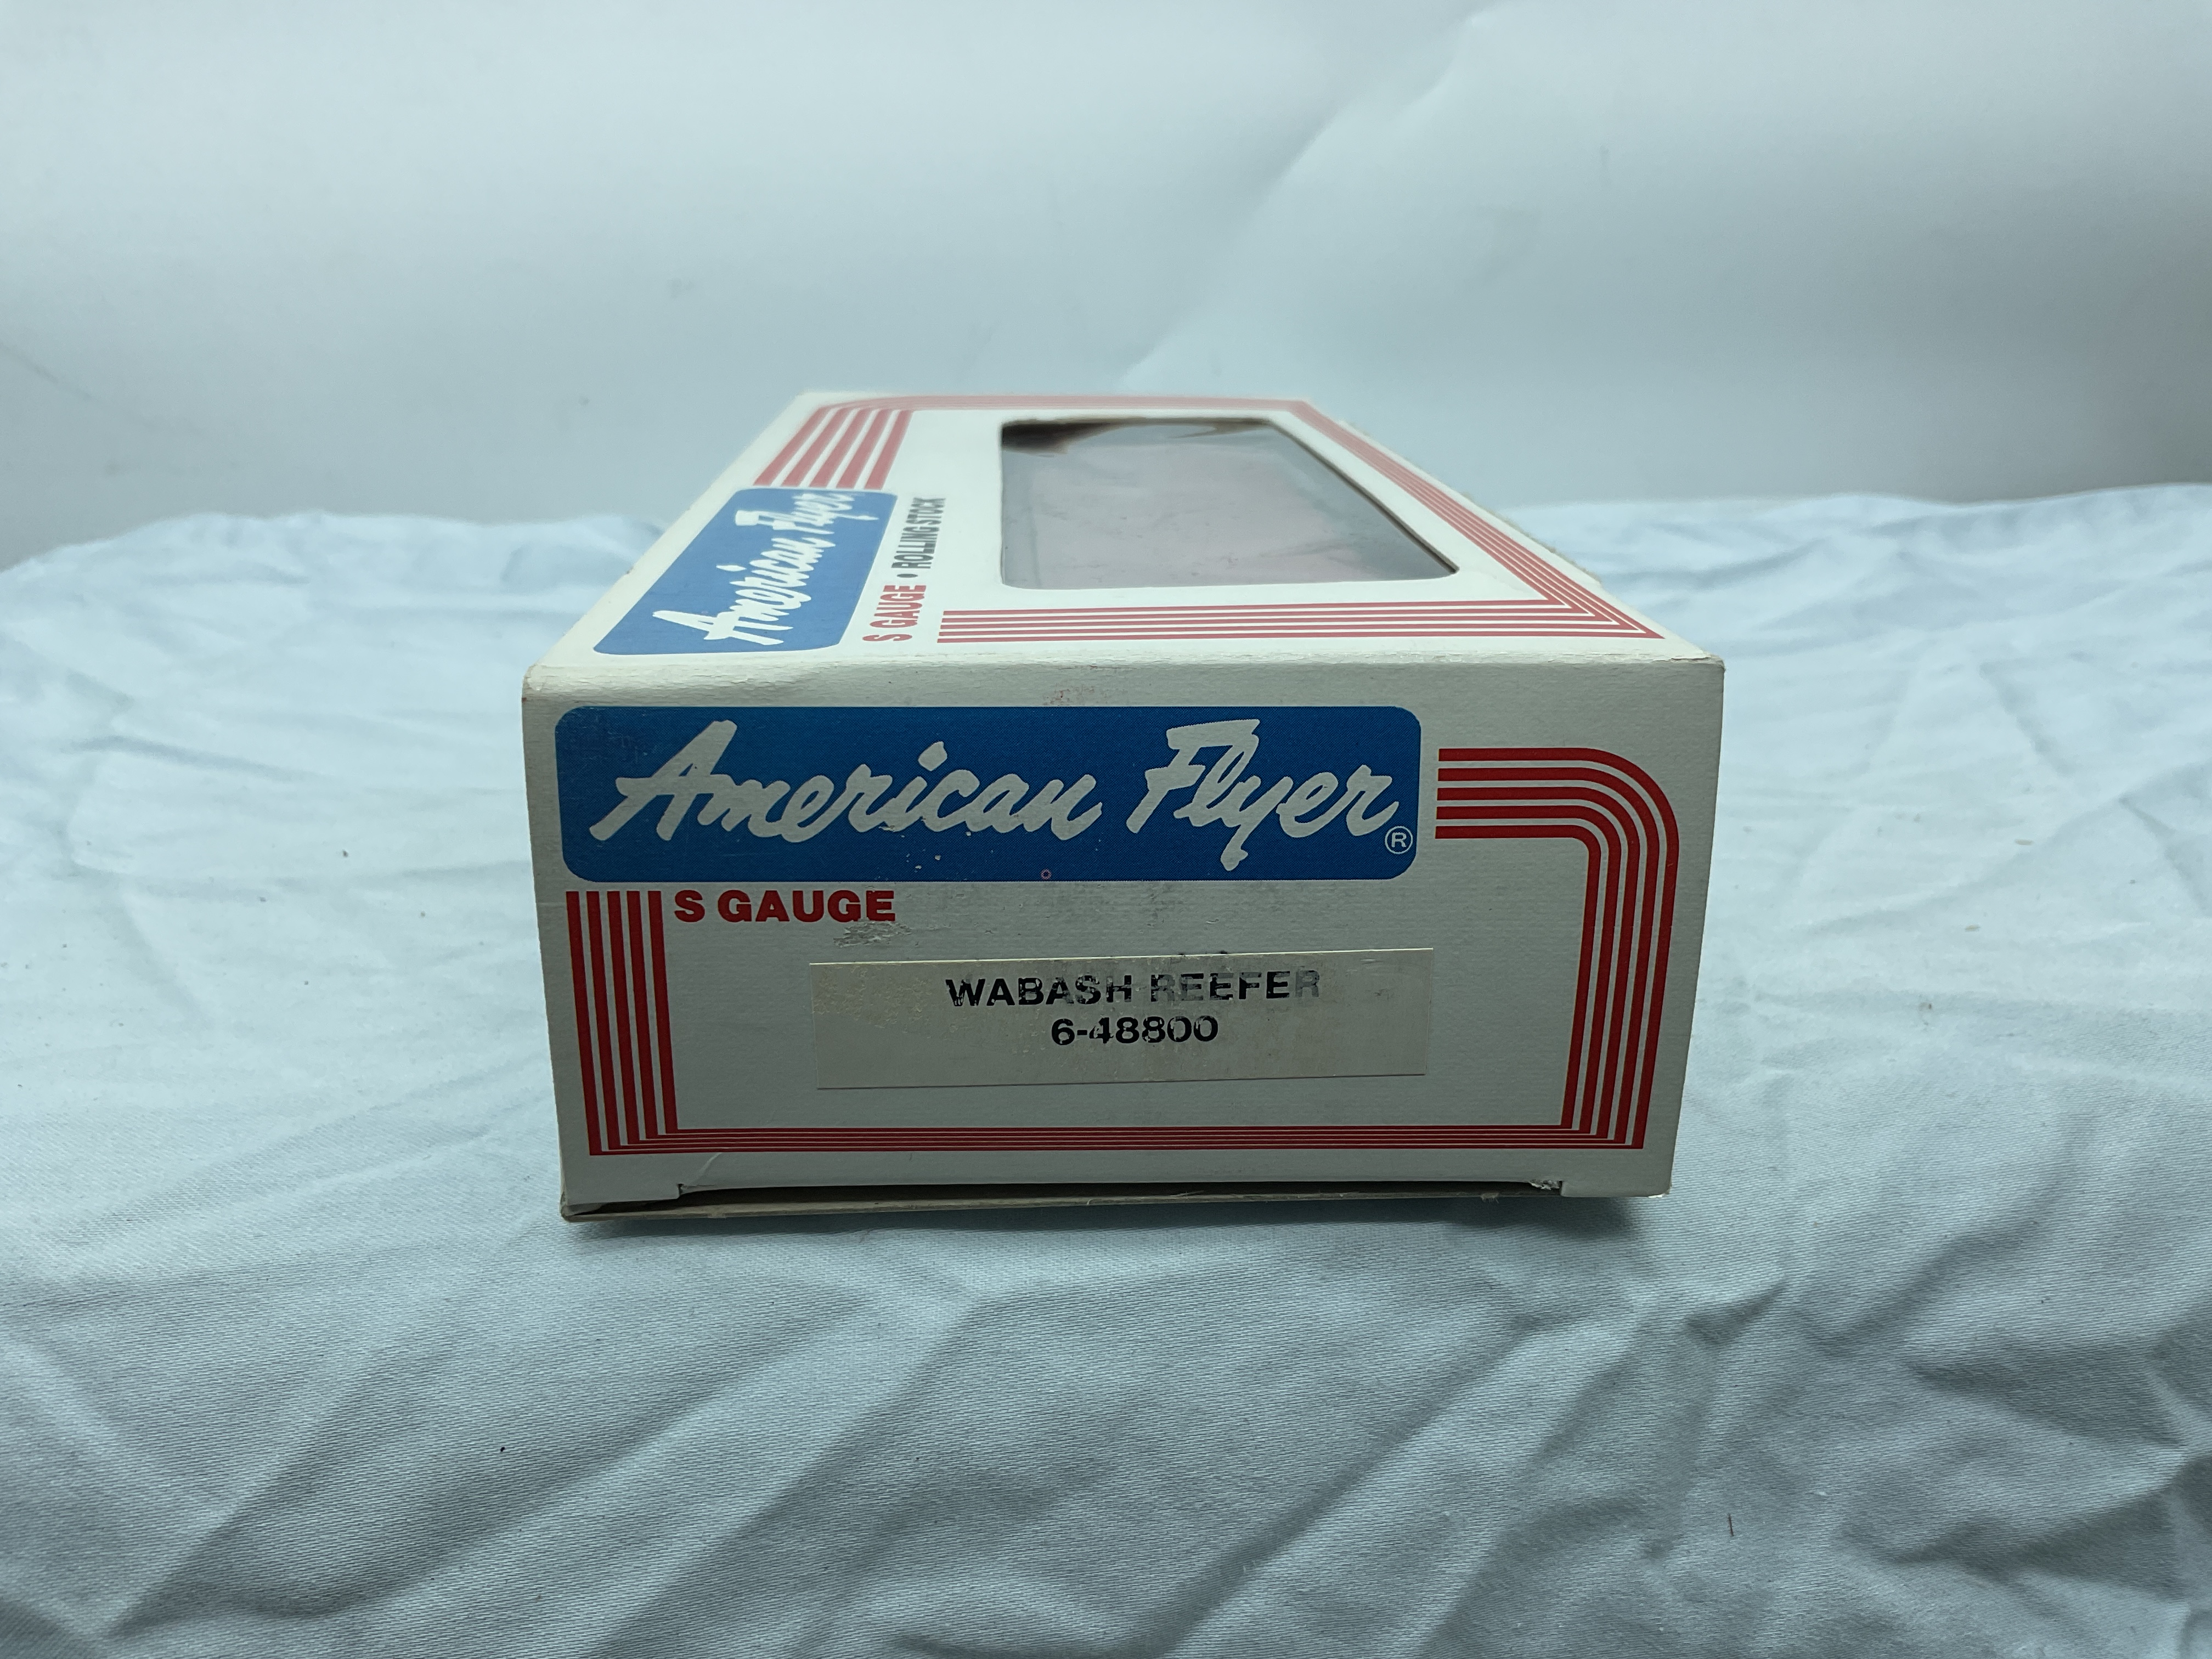 American Flyer
S GAUGE • ROLLING STOCK
American Flyer®
S GAUGE
WABASH REEFER
6-48800